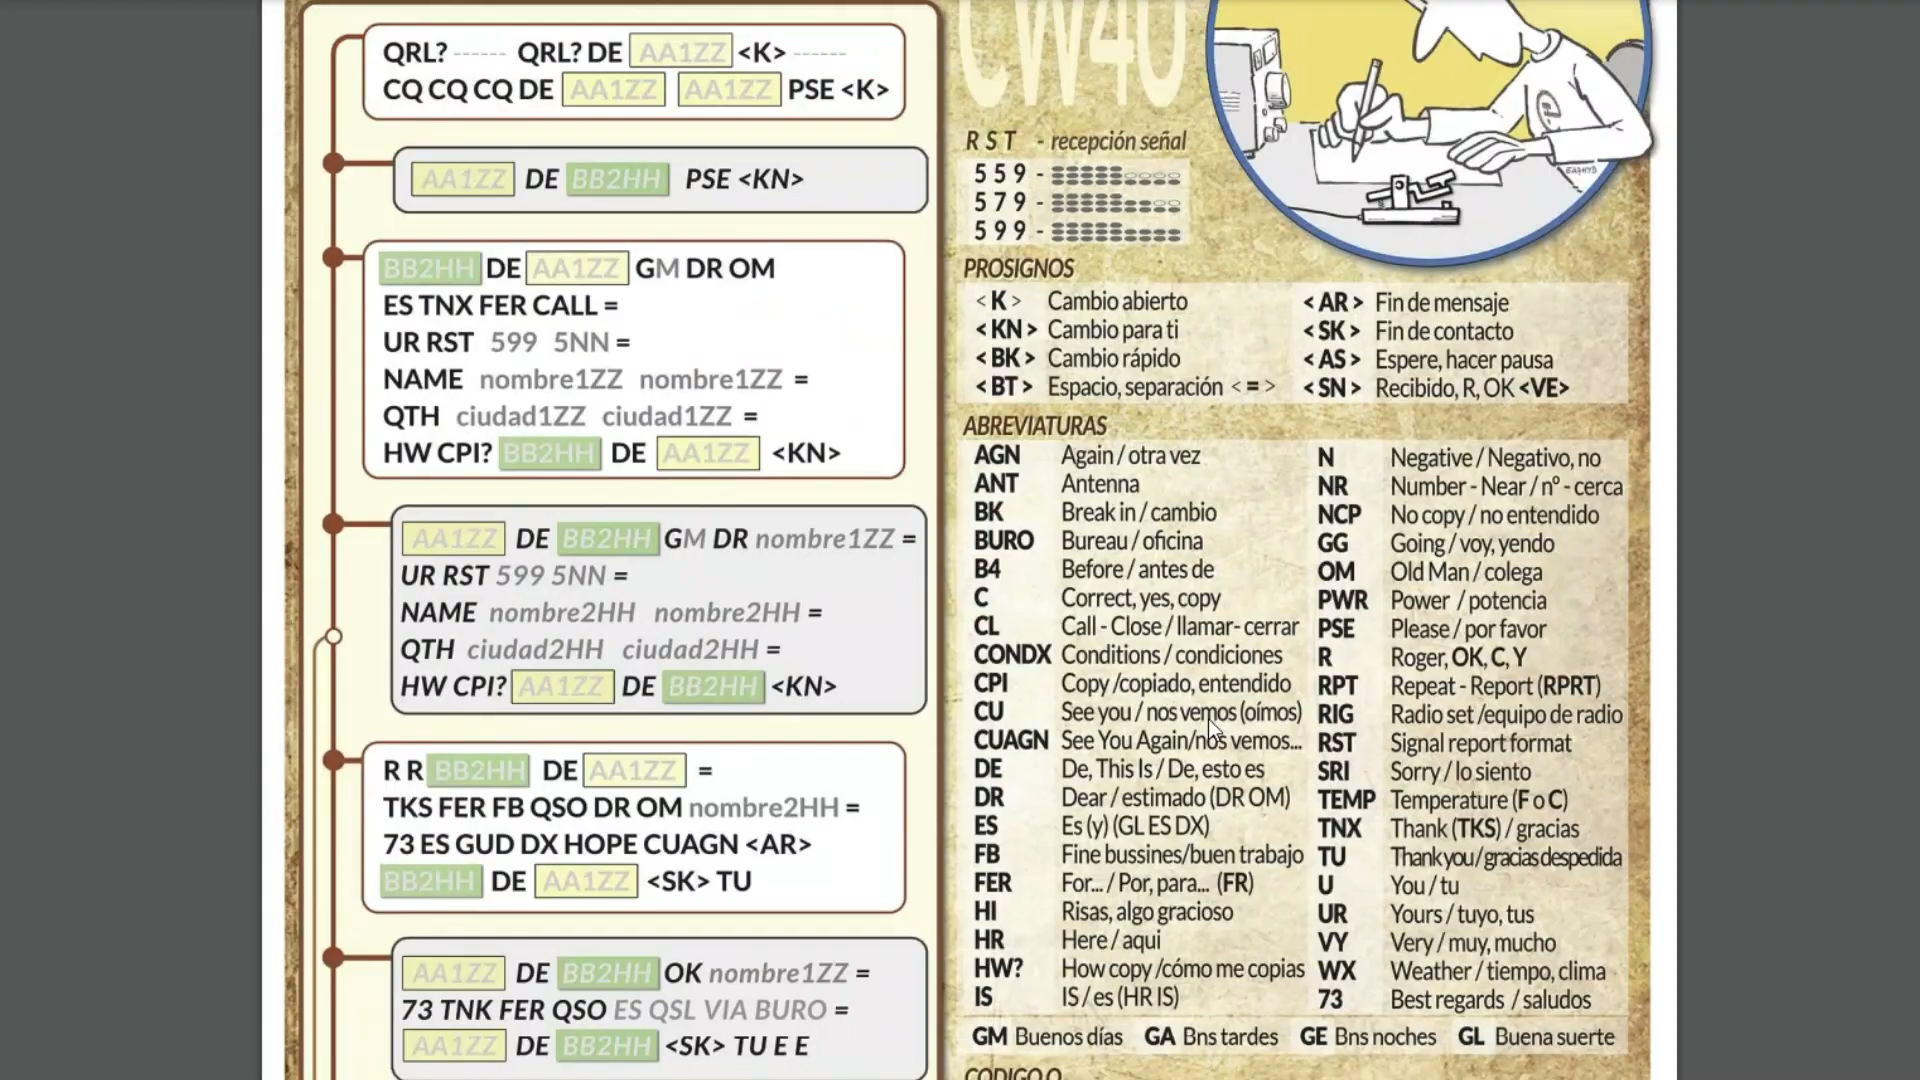 QRL? ------ QRL? DE AA1ZZ <K> ------
CQ CQ CQ DE AA1ZZ AA1ZZ PSE <K>
AA1ZZ DE BB2HH PSE <KN>
BB2HH DE AA1ZZ GM DR OM
ES TNX FER CALL =
UR RST 599 5NN =
NAME nombre1ZZ nombre1ZZ =
QTH ciudad1ZZ ciudad1ZZ =
HW CPI? BB2HH DE AA1ZZ <KN>
AA1ZZ DE BB2HH GM DR nombre1ZZ =
UR RST 599 5NN =
NAME nombre2HH nombre2HH =
QTH ciudad2HH ciudad2HH =
HW CPI? AA1ZZ DE BB2HH <KN>
R R BB2HH DE AA1ZZ =
TKS FER FB QSO DR OM nombre2HH =
73 ES GUD DX HOPE CUAGN <AR>
BB2HH DE AA1ZZ <SK> TU
AA1ZZ DE BB2HH OK nombre1ZZ =
73 TNK FER QSO ES QSL VIA BURO =
AA1ZZ DE BB2HH <SK> TU E E
CW40
R S T - recepción señal
5 5 9 -
5 7 9 -
5 9 9 -
PROSIGNOS
< K > Cambio abierto
< KN > Cambio para ti
< BK > Cambio rápido
< BT > Espacio, separación < = >
< AR > Fin de mensaje
< SK > Fin de contacto
< AS > Espere, hacer pausa
< SN > Recibido, R, OK <VE>
ABREVIATURAS
AGN Again / otra vez
ANT Antenna
BK Break in / cambio
BURO Bureau / oficina
B4 Before / antes de
C Correct, yes, copy
CL Call - Close / llamar- cerrar
CONDX Conditions / condiciones
CPI Copy /copiado, entendido
CU See you / nos vemos (oímos)
CUAGN See You Again/nos vemos...
DE De, This Is / De, esto es
DR Dear / estimado (DR OM)
ES Es (y) (GL ES DX)
FB Fine bussines/buen trabajo
FER For... / Por, para... (FR)
HI Risas, algo gracioso
HR Here / aqui
HW? How copy /cómo me copias
IS IS / es (HR IS)
N Negative / Negativo, no
NR Number - Near / nº - cerca
NCP No copy / no entendido
GG Going / voy, yendo
OM Old Man / colega
PWR Power / potencia
PSE Please / por favor
R Roger, OK, C, Y
RPT Repeat - Report (RPRT)
RIG Radio set /equipo de radio
RST Signal report format
SRI Sorry / lo siento
TEMP Temperature (F o C)
TNX Thank (TKS) / gracias
TU Thank you / gracias despedida
U You / tu
UR Yours / tuyo, tus
VY Very / muy, mucho
WX Weather / tiempo, clima
73 Best regards / saludos
GM Buenos días GA Bns tardes GE Bns noches GL Buena suerte
CODIGO Q